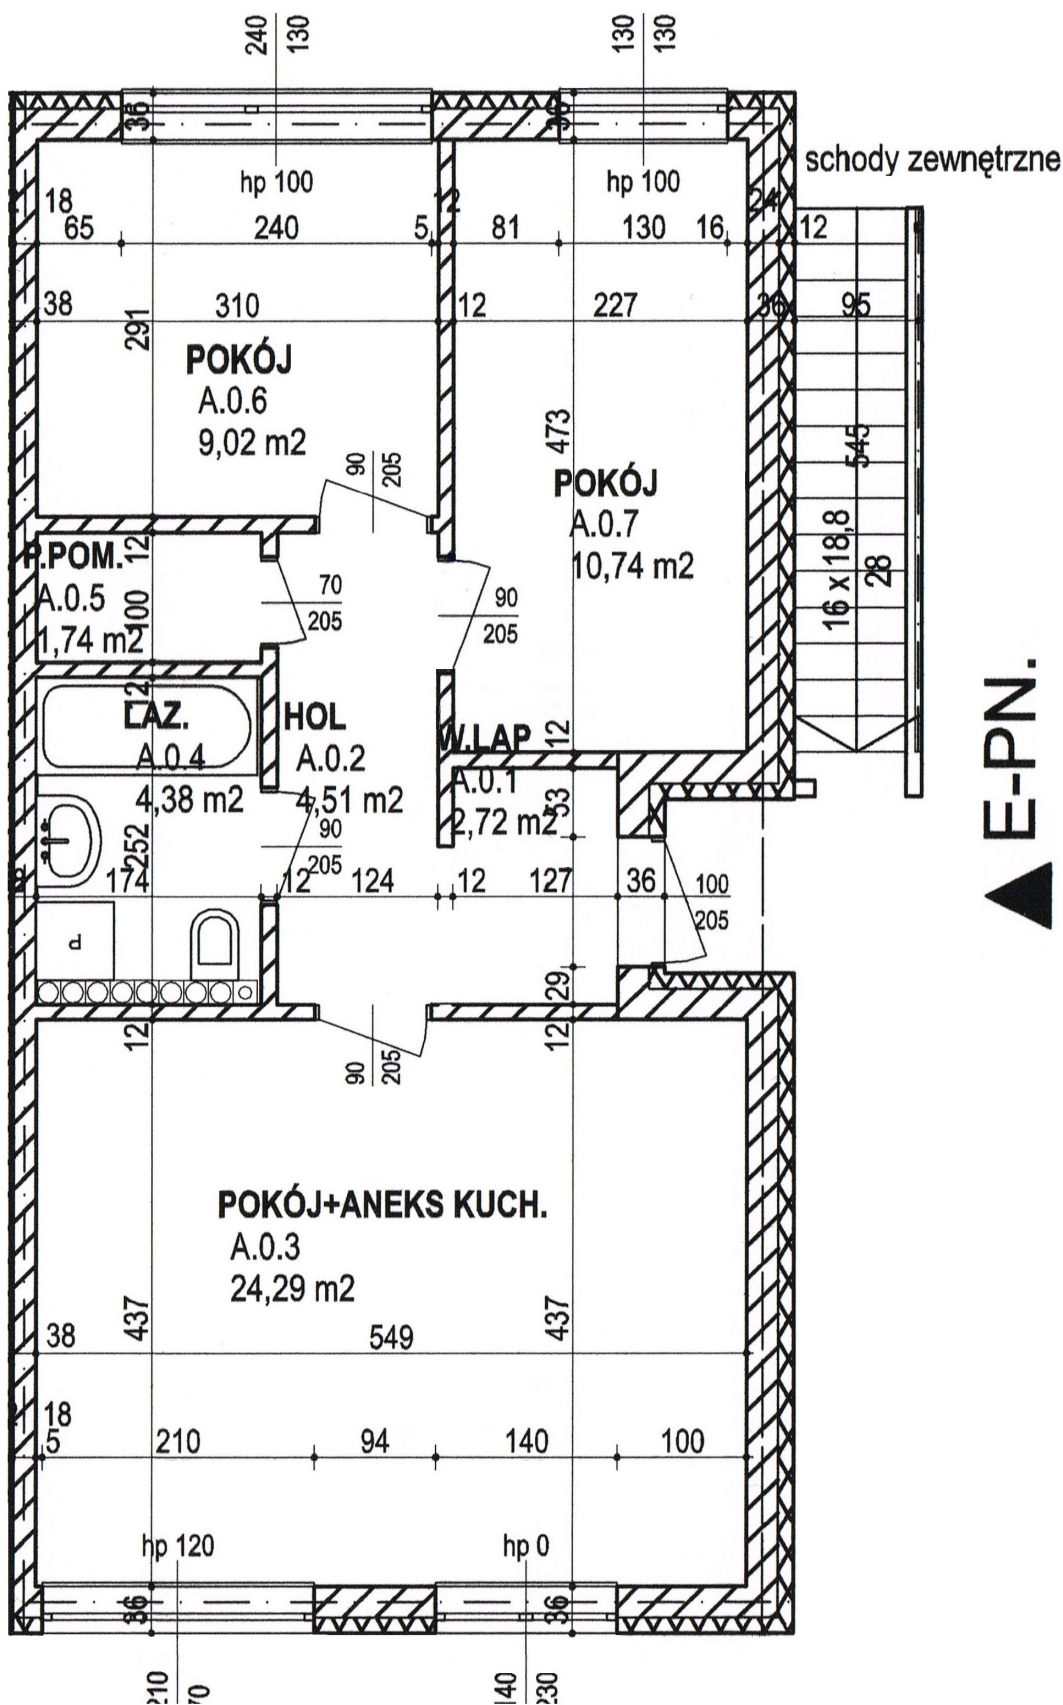 240
130
130
130
36
36
schody zewnętrzne
hp 100
hp 100
18
12
24
65
240
5
81
130
16
12
38
310
12
227
36
95
291
POKÓJ
A.0.6
9,02 m2
473
545
90
205
POKÓJ
A.0.7
10,74 m2
16 x 18,8
28
12
P.POM.
A.0.5
1,74 m2
100
70
205
90
205
E-PN.
12
ŁAZ.
A.0.4
4,38 m2
HOL
A.0.2
4,51 m2
W.ŁAP
A.0.1
2,72 m2
12
53
252
90
205
174
12
124
12
127
36
100
205
P
29
12
12
90
205
POKÓJ+ANEKS KUCH.
A.0.3
24,29 m2
437
437
38
549
18
5
210
94
140
100
hp 120
hp 0
36
36
210
70
140
230